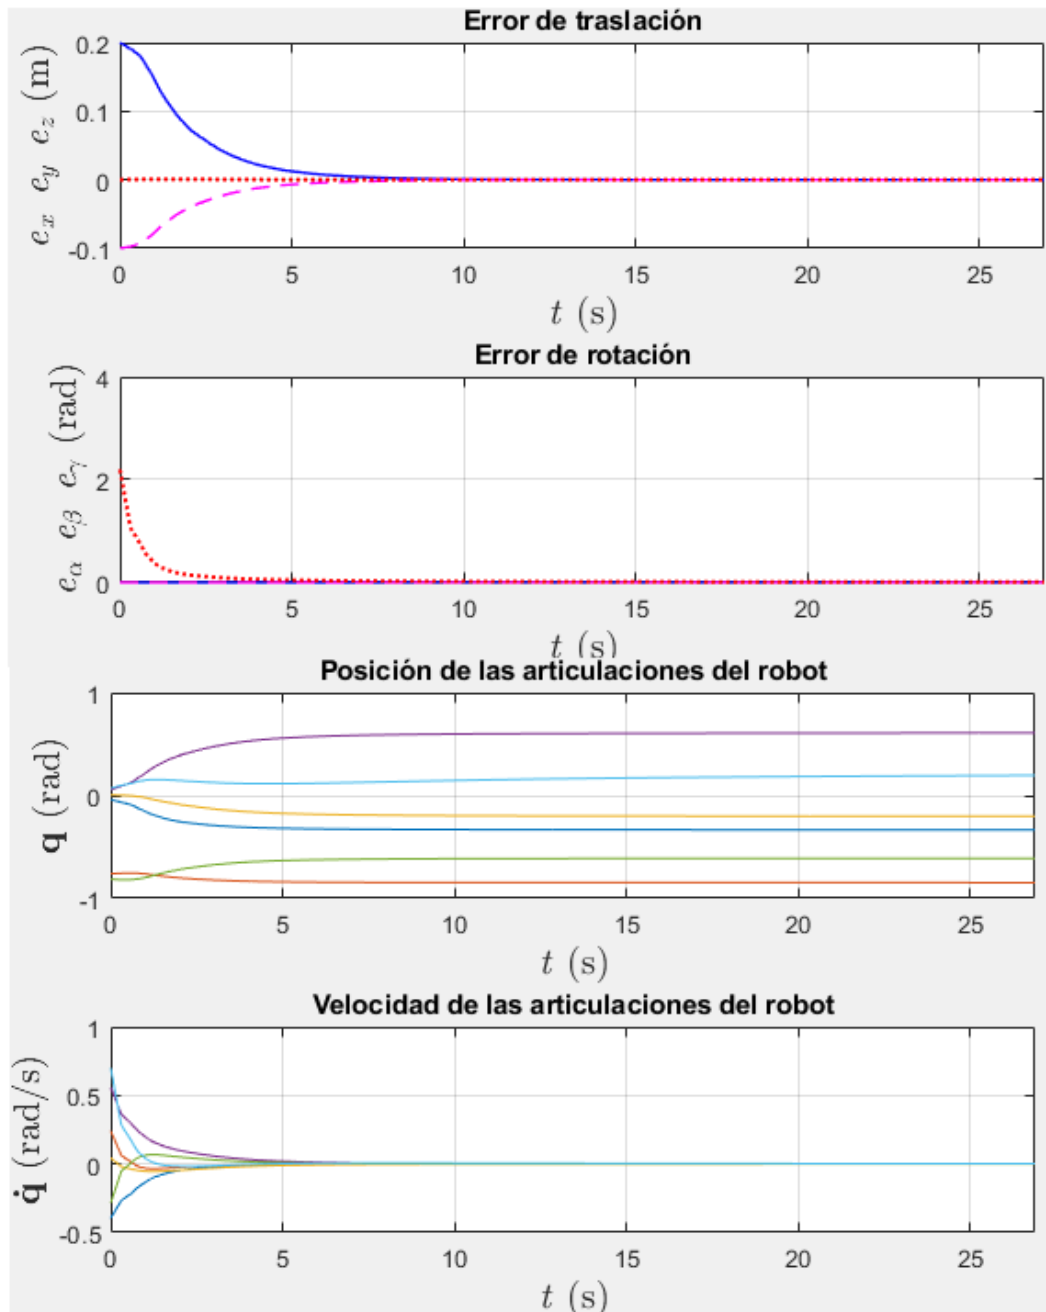 Error de traslación
e_x e_y e_z (m)
0.2
0.1
0
-0.1
0 5 10 15 20 25
t (s)
Error de rotación
e_α e_β e_γ (rad)
4
2
0
0 5 10 15 20 25
t (s)
Posición de las articulaciones del robot
q (rad)
1
0
-1
0 5 10 15 20 25
t (s)
Velocidad de las articulaciones del robot
q̇ (rad/s)
1
0.5
0
-0.5
0 5 10 15 20 25
t (s)